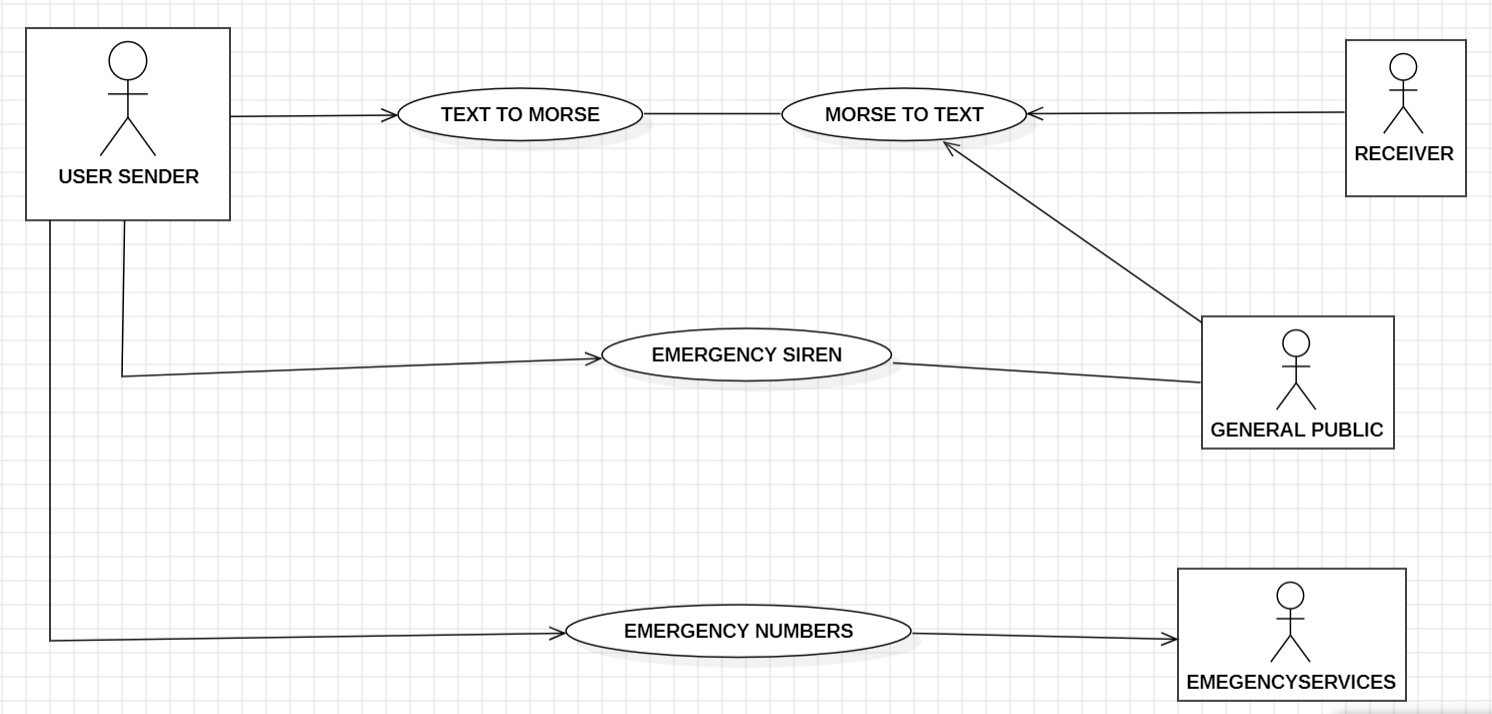 USER SENDER
TEXT TO MORSE
MORSE TO TEXT
RECEIVER
EMERGENCY SIREN
GENERAL PUBLIC
EMERGENCY NUMBERS
EMEGENCYSERVICES